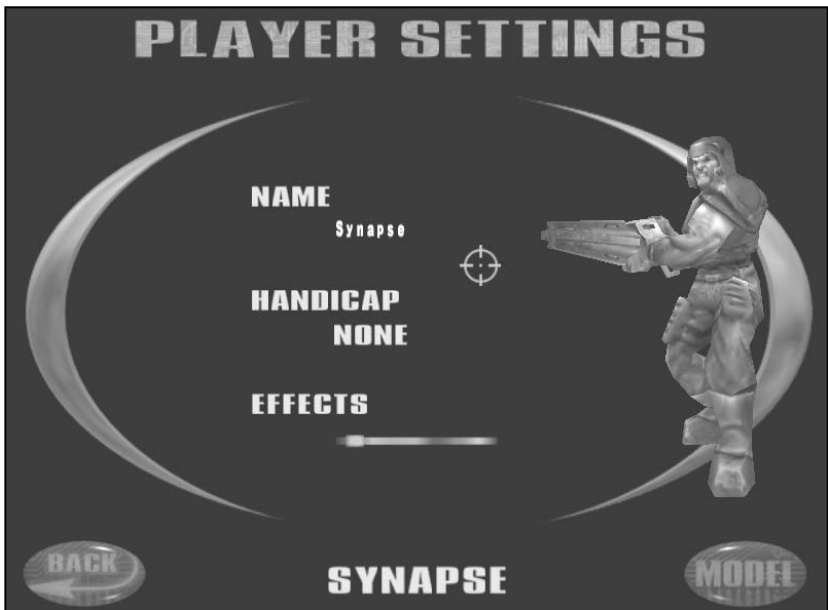 PLAYER SETTINGS
NAME
Synapse
HANDICAP
NONE
EFFECTS
BACK
SYNAPSE
MODEL